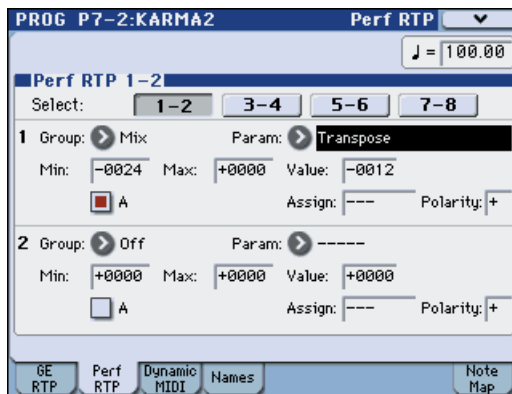 PROG P7-2:KARMA2 Perf RTP
♩= 100.00
Perf RTP 1-2
Select: 1-2 3-4 5-6 7-8
1 Group: Mix Param: Transpose
Min: -0024 Max: +0000 Value: -0012
A Assign: --- Polarity: +
2 Group: Off Param: -----
Min: +0000 Max: +0000 Value: +0000
A Assign: --- Polarity: +
GE RTP Perf RTP Dynamic MIDI Names Note Map